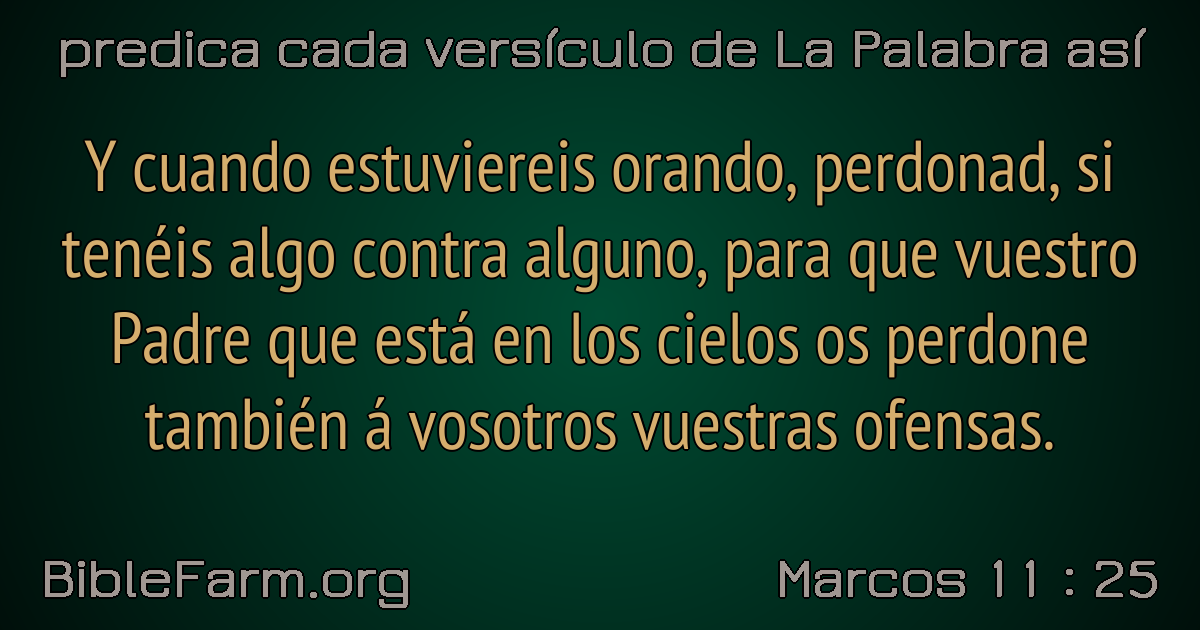 predica cada versículo de La Palabra así
Y cuando estuviereis orando, perdonad, si
tenéis algo contra alguno, para que vuestro
Padre que está en los cielos os perdone
también á vosotros vuestras ofensas.
BibleFarm.org
Marcos 11 : 25